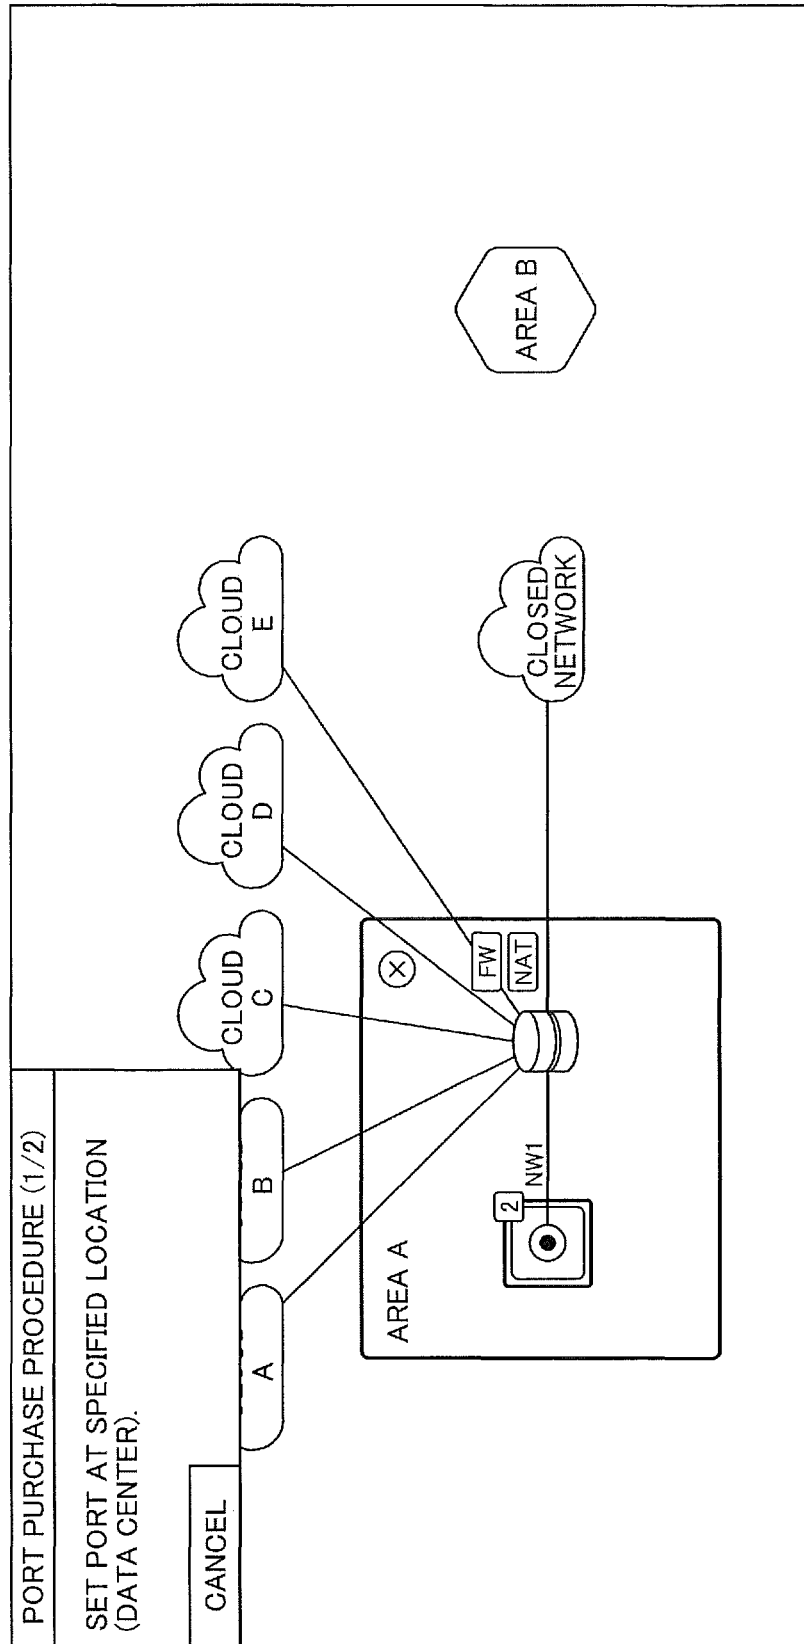 PORT PURCHASE PROCEDURE (1/2)
SET PORT AT SPECIFIED LOCATION
(DATA CENTER).
CANCEL
A
B
CLOUD
C
CLOUD
D
CLOUD
E
AREA A
2
NW1
FW
NAT
CLOSED
NETWORK
AREA B